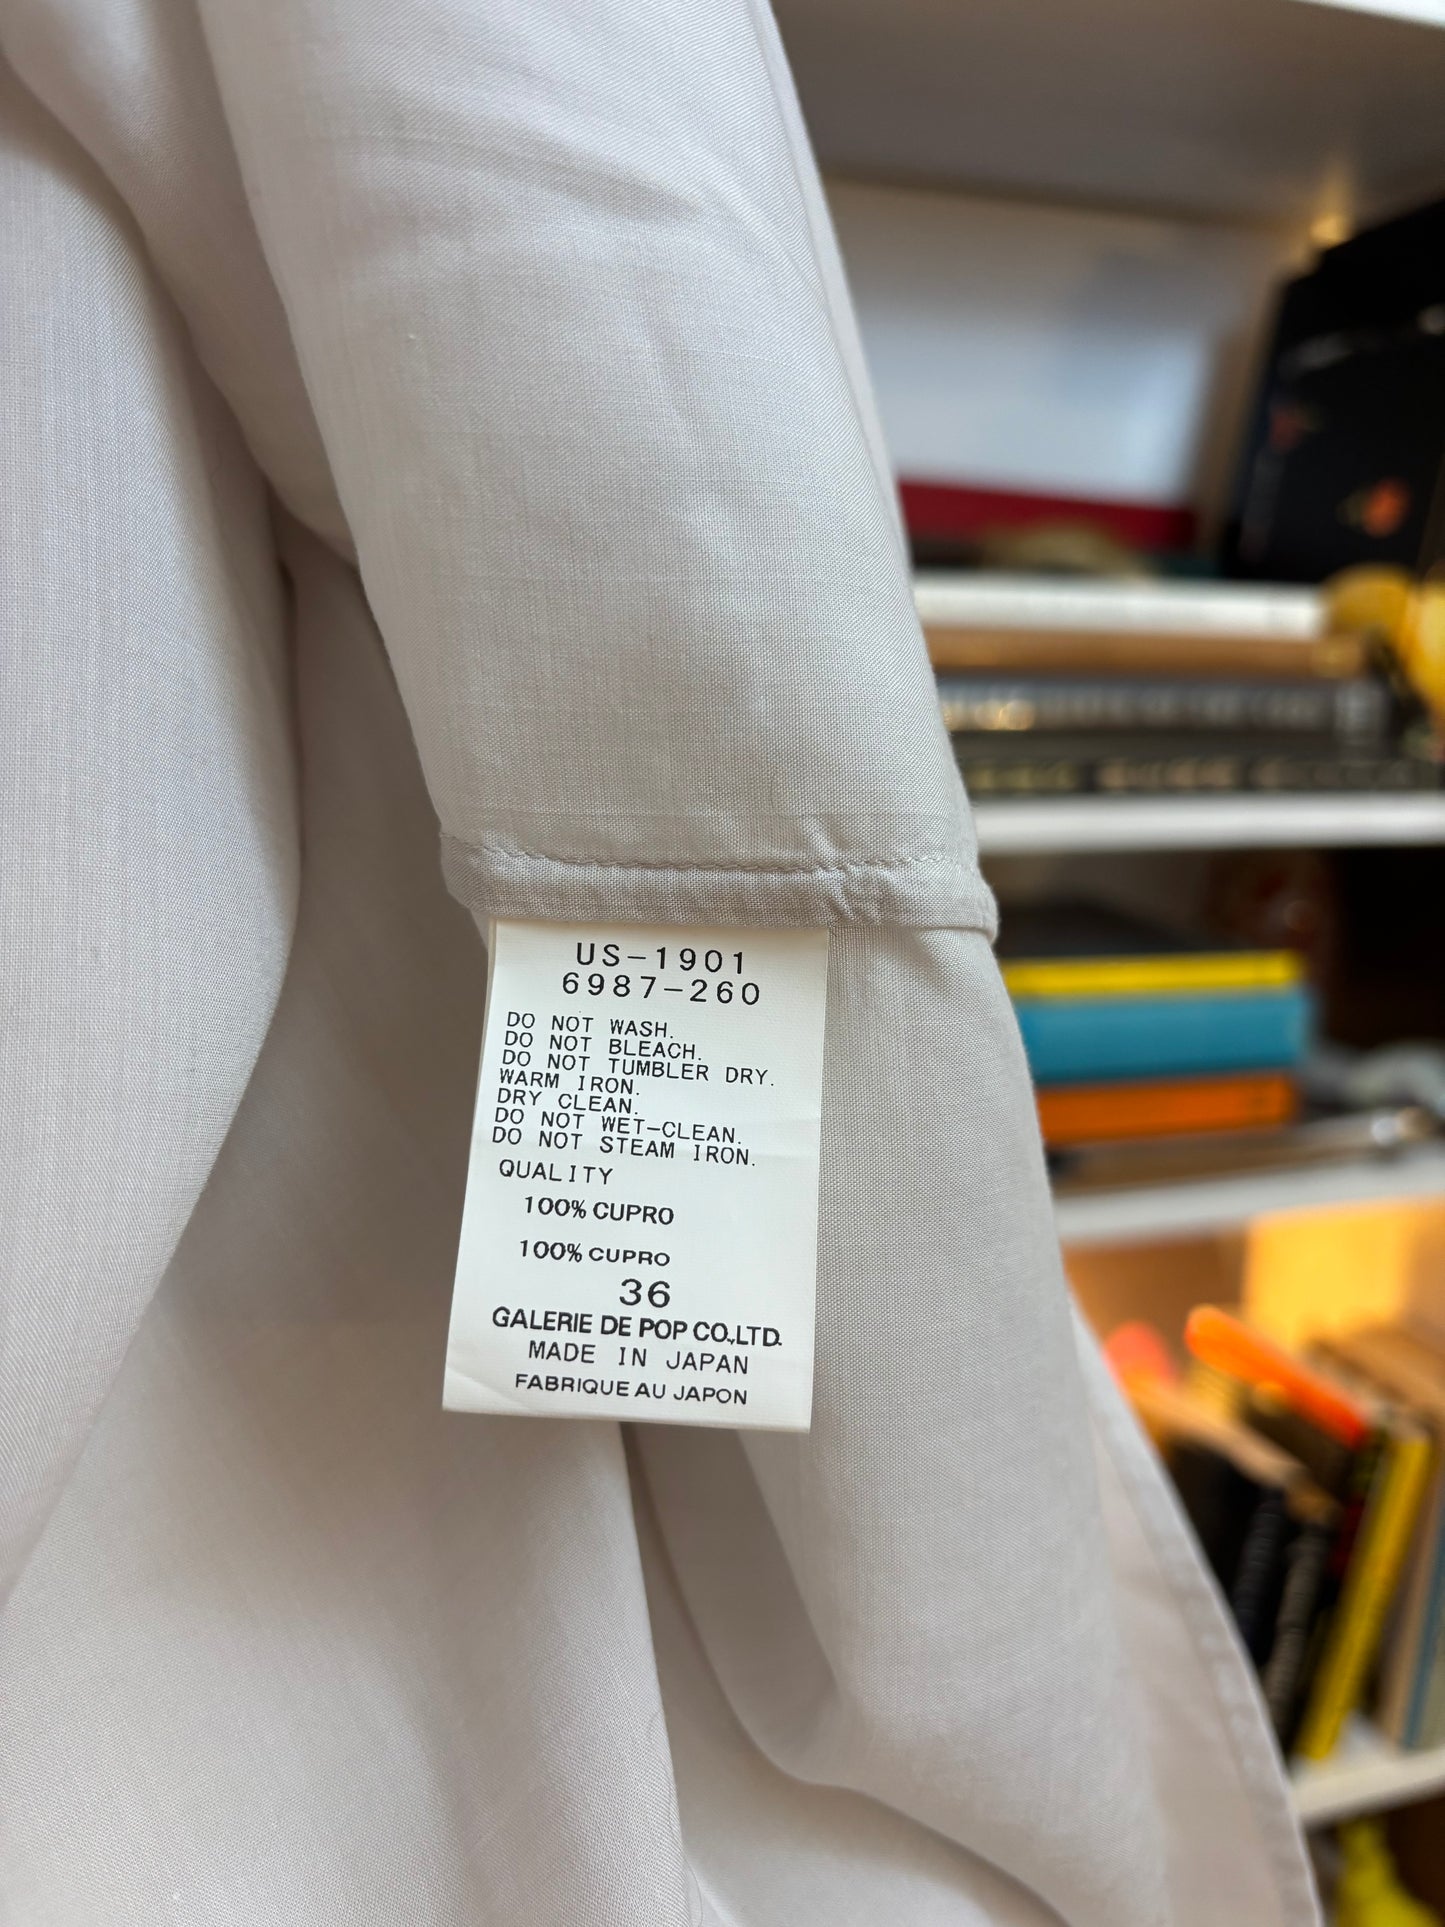 US-1901
6987-260
DO NOT WASH.
DO NOT BLEACH.
DO NOT TUMBLER DRY.
WARM IRON.
DRY CLEAN.
DO NOT WET-CLEAN.
DO NOT STEAM IRON.
QUALITY
100% CUPRO
100% CUPRO
36
GALERIE DE POP CO.,LTD.
MADE IN JAPAN
FABRIQUE AU JAPON